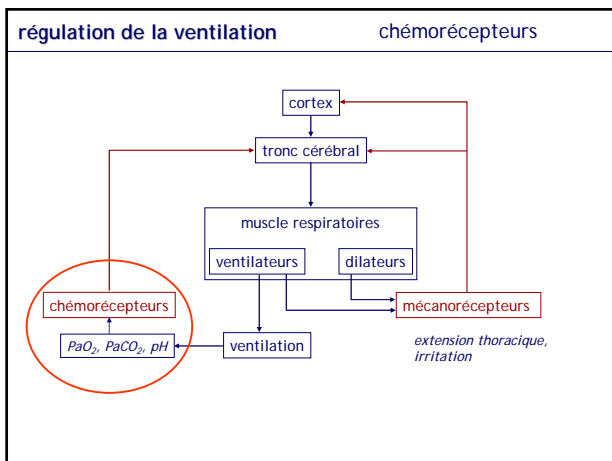 régulation de la ventilation chémorécepteurs
cortex
tronc cérébral
muscle respiratoires
ventilateurs dilateurs
chémorécepteurs mécanorécepteurs
PaO₂, PaCO₂, pH ventilation extension thoracique,
irritation